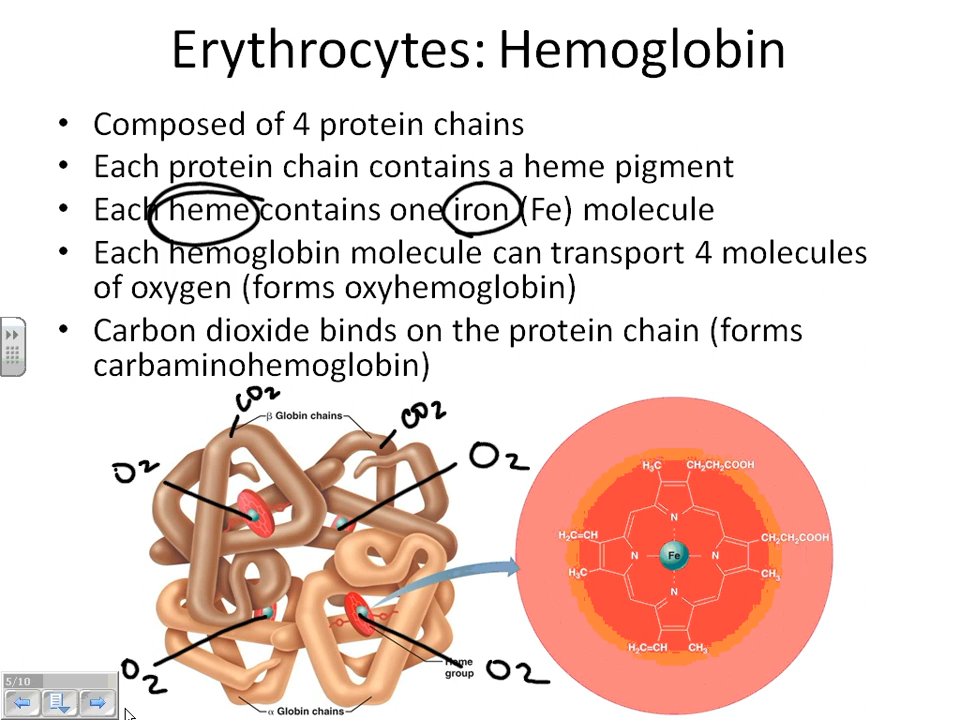 Erythrocytes: Hemoglobin
• Composed of 4 protein chains
• Each protein chain contains a heme pigment
• Each heme contains one iron (Fe) molecule
• Each hemoglobin molecule can transport 4 molecules
of oxygen (forms oxyhemoglobin)
• Carbon dioxide binds on the protein chain (forms
carbaminohemoglobin)
CO2
β Globin chains
CO2
O2
O2
H₃C
CH₂CH₂COOH
N
H₂C=CH
CH₂CH₂COOH
N
Fe
N
H₃C
CH₃
N
H₂C=CH
CH₃
O2
Heme
group
O2
α Globin chains
5/10